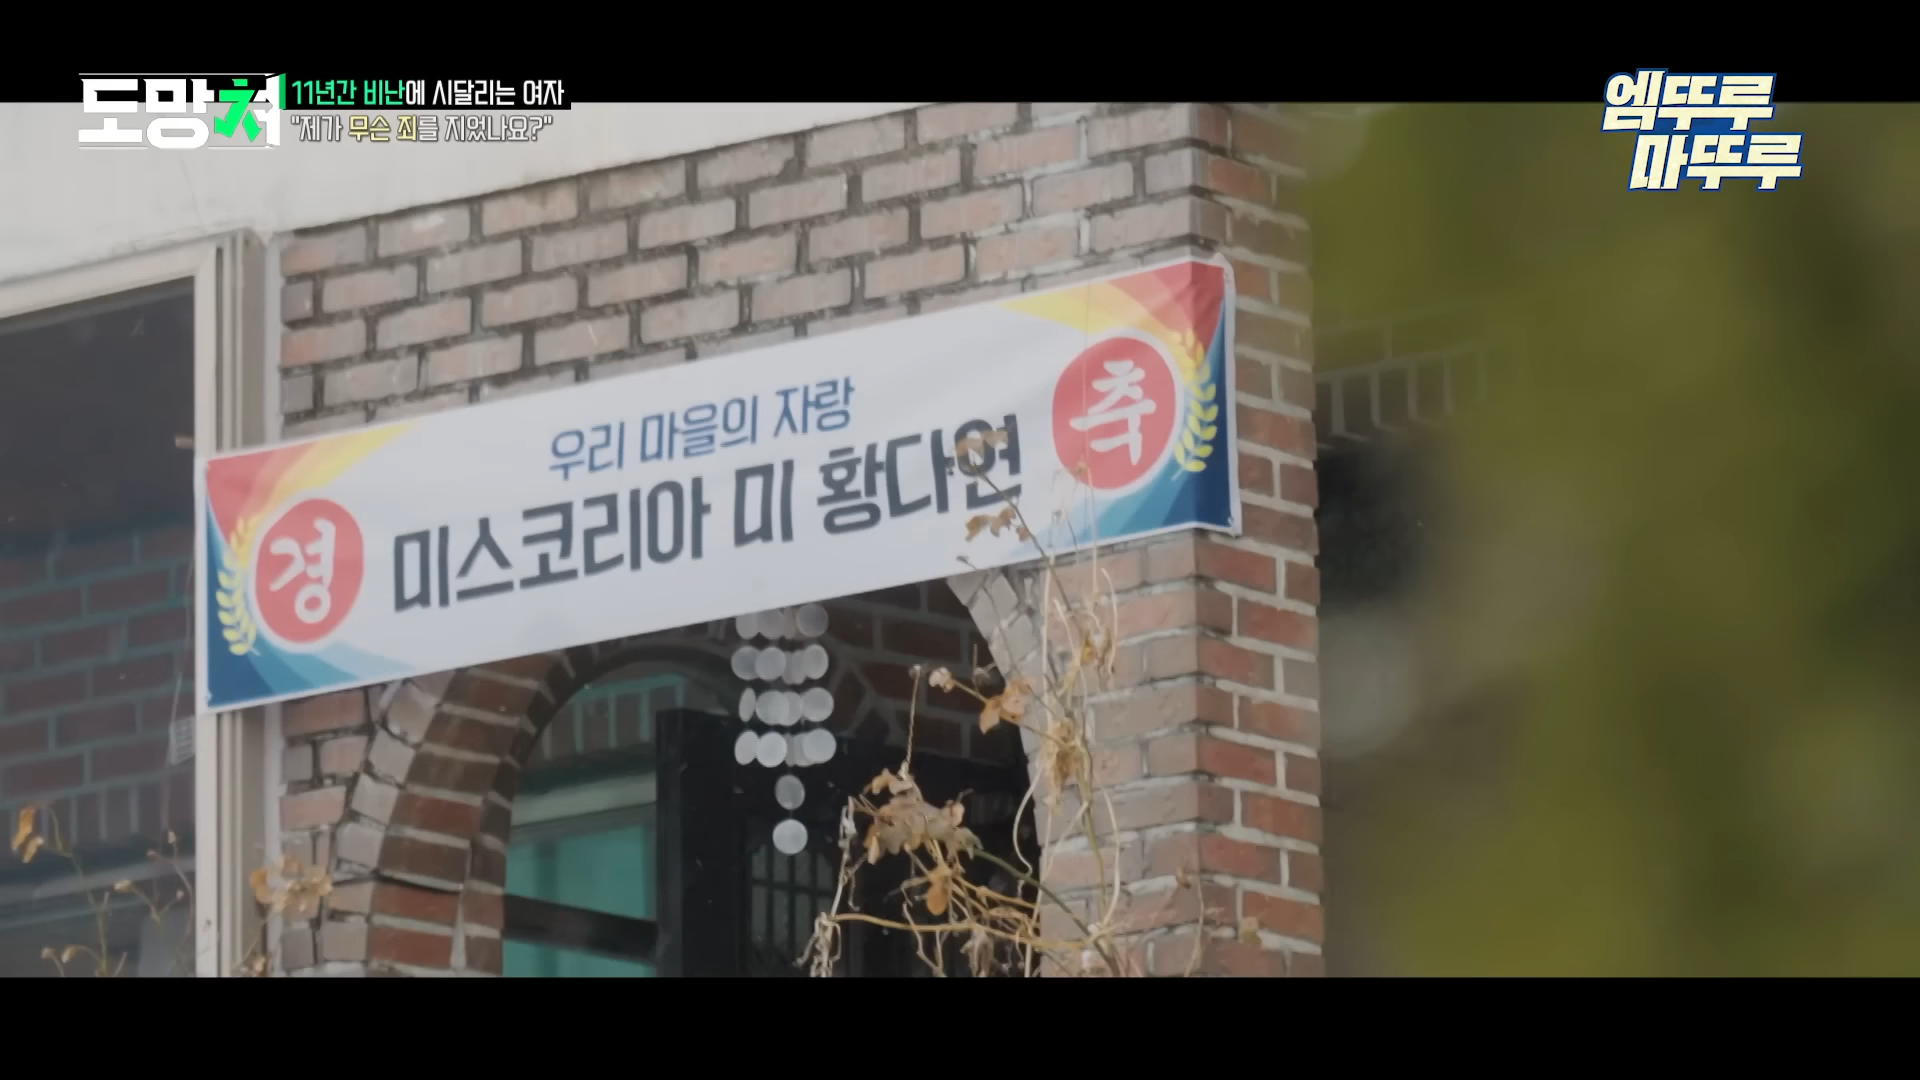 도망쳐
11년간 비난에 시달리는 여자
"제가 무슨 죄를 지었나요?"
엠뚜루
마뚜루
우리 마을의 자랑
경 미스코리아 미 황다연 축